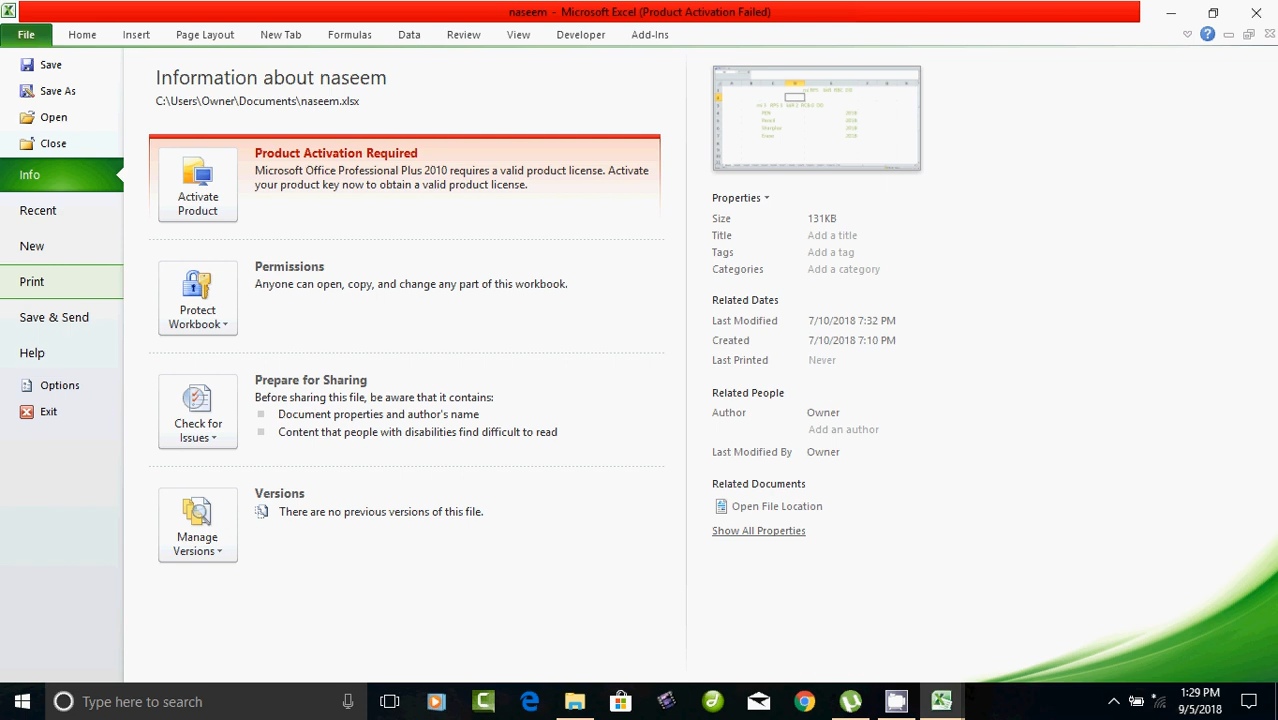 naseem - Microsoft Excel (Product Activation Failed)
File Home Insert Page Layout New Tab Formulas Data Review View Developer Add-Ins
Save
Save As
Open
Close
Info
Recent
New
Print
Save & Send
Help
Options
Exit
Information about naseem
C:\Users\Owner\Documents\naseem.xlsx
Activate
Product
Product Activation Required
Microsoft Office Professional Plus 2010 requires a valid product license. Activate
your product key now to obtain a valid product license.
Protect
Workbook
Permissions
Anyone can open, copy, and change any part of this workbook.
Check for
Issues
Prepare for Sharing
Before sharing this file, be aware that it contains:
Document properties and author's name
Content that people with disabilities find difficult to read
Manage
Versions
Versions
There are no previous versions of this file.
Properties
Size 131KB
Title Add a title
Tags Add a tag
Categories Add a category
Related Dates
Last Modified 7/10/2018 7:32 PM
Created 7/10/2018 7:10 PM
Last Printed Never
Related People
Author Owner
Add an author
Last Modified By Owner
Related Documents
Open File Location
Show All Properties
Type here to search
1:29 PM
9/5/2018